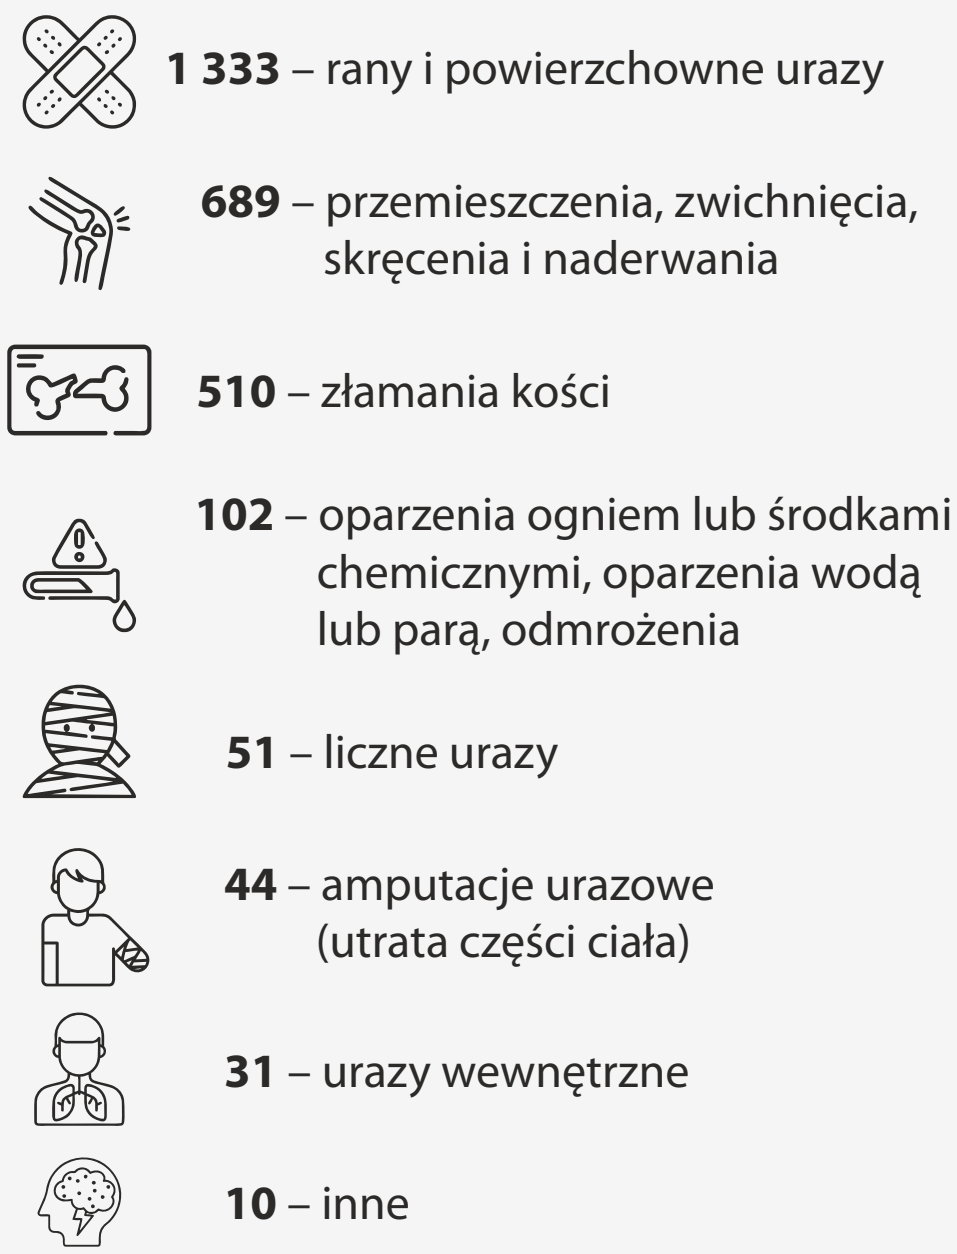 1 333 – rany i powierzchowne urazy
689 – przemieszczenia, zwichnięcia,
skręcenia i naderwania
510 – złamania kości
102 – oparzenia ogniem lub środkami
chemicznymi, oparzenia wodą
lub parą, odmrożenia
51 – liczne urazy
44 – amputacje urazowe
(utrata części ciała)
31 – urazy wewnętrzne
10 – inne